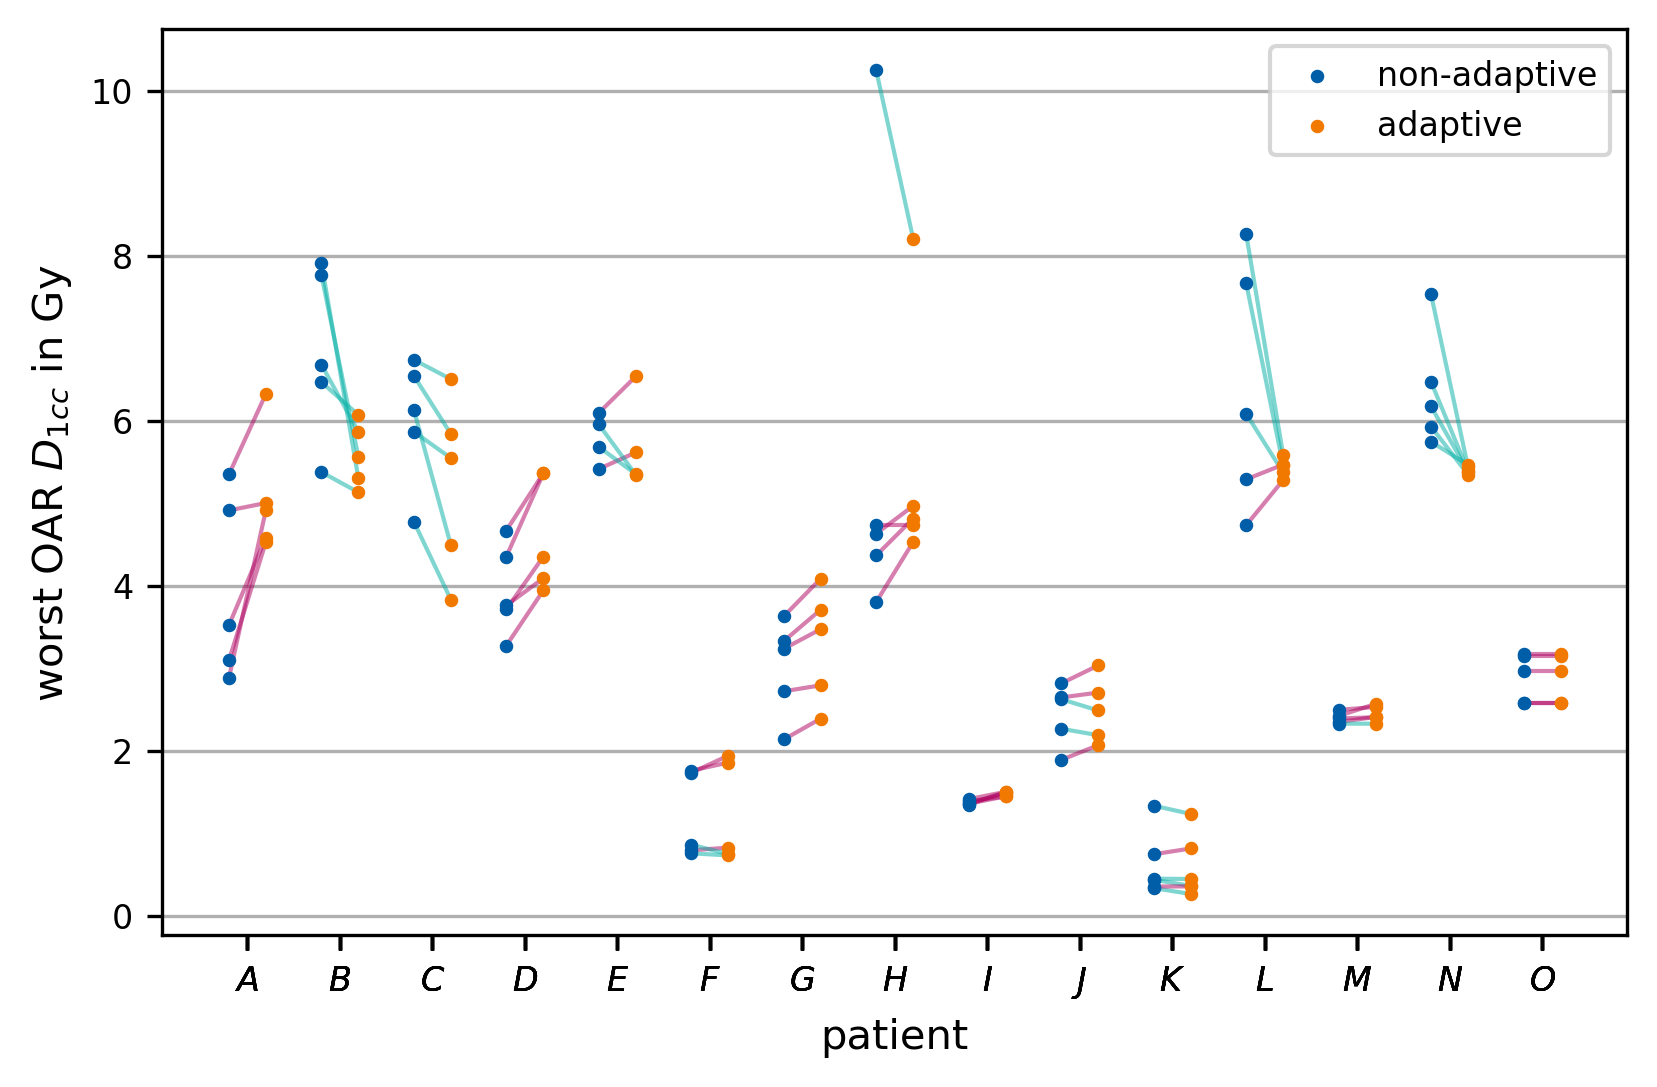 non-adaptive
adaptive
10
8
6
4
2
0
worst OAR D1cc in Gy
A B C D E F G H I J K L M N O
patient